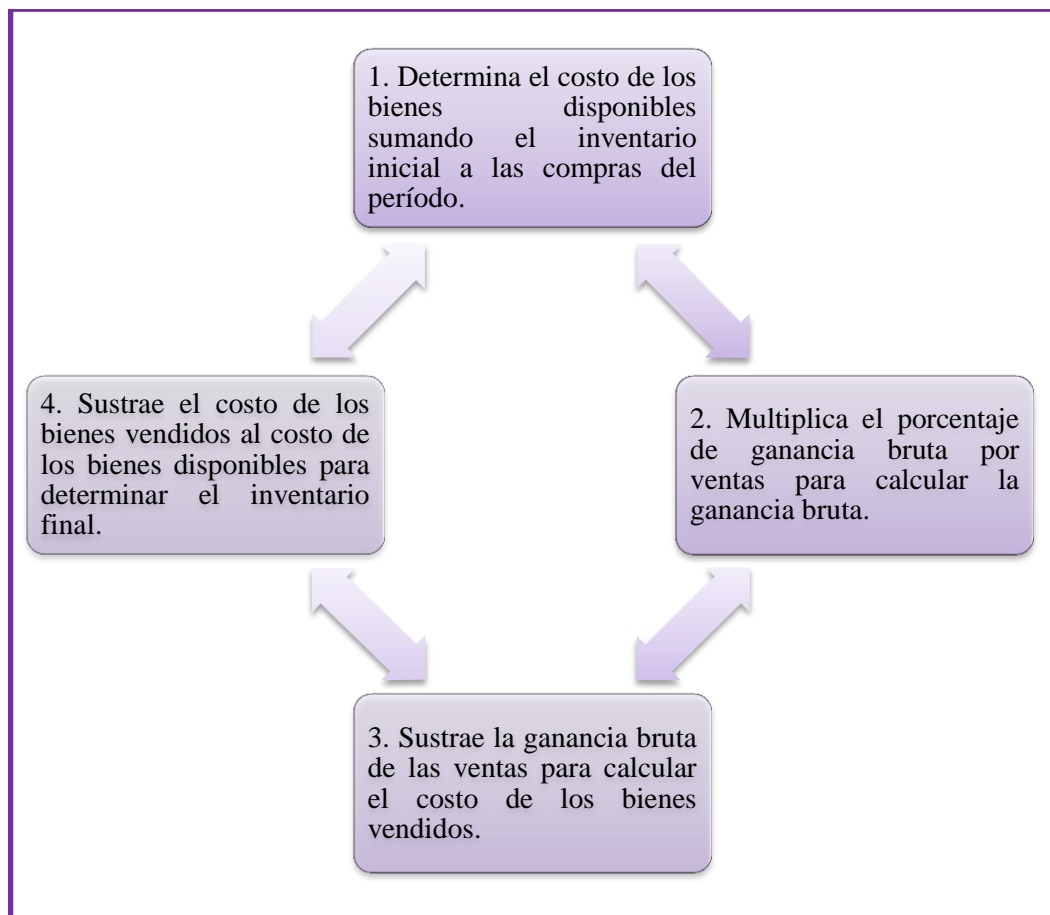 1. Determina el costo de los
bienes disponibles
sumando el inventario
inicial a las compras del
período.
2. Multiplica el porcentaje
de ganancia bruta por
ventas para calcular la
ganancia bruta.
3. Sustrae la ganancia bruta
de las ventas para calcular
el costo de los bienes
vendidos.
4. Sustrae el costo de los
bienes vendidos al costo de
los bienes disponibles para
determinar el inventario
final.